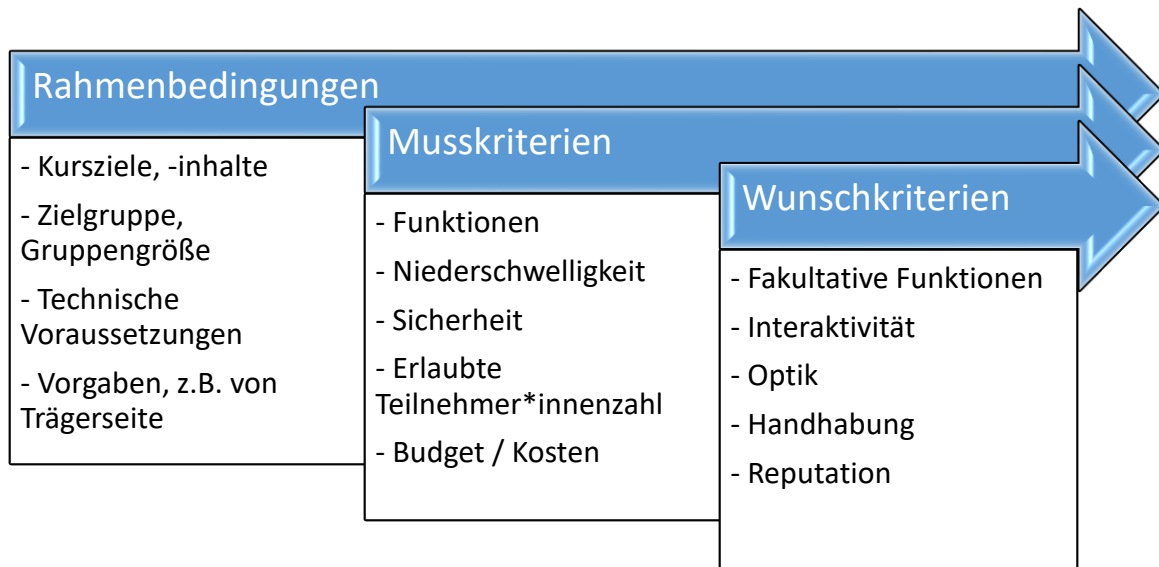 Rahmenbedingungen
- Kursziele, -inhalte
- Zielgruppe,
Gruppengröße
- Technische
Voraussetzungen
- Vorgaben, z.B. von
Trägerseite
Musskriterien
- Funktionen
- Niederschwelligkeit
- Sicherheit
- Erlaubte
Teilnehmer*innenzahl
- Budget / Kosten
Wunschkriterien
- Fakultative Funktionen
- Interaktivität
- Optik
- Handhabung
- Reputation